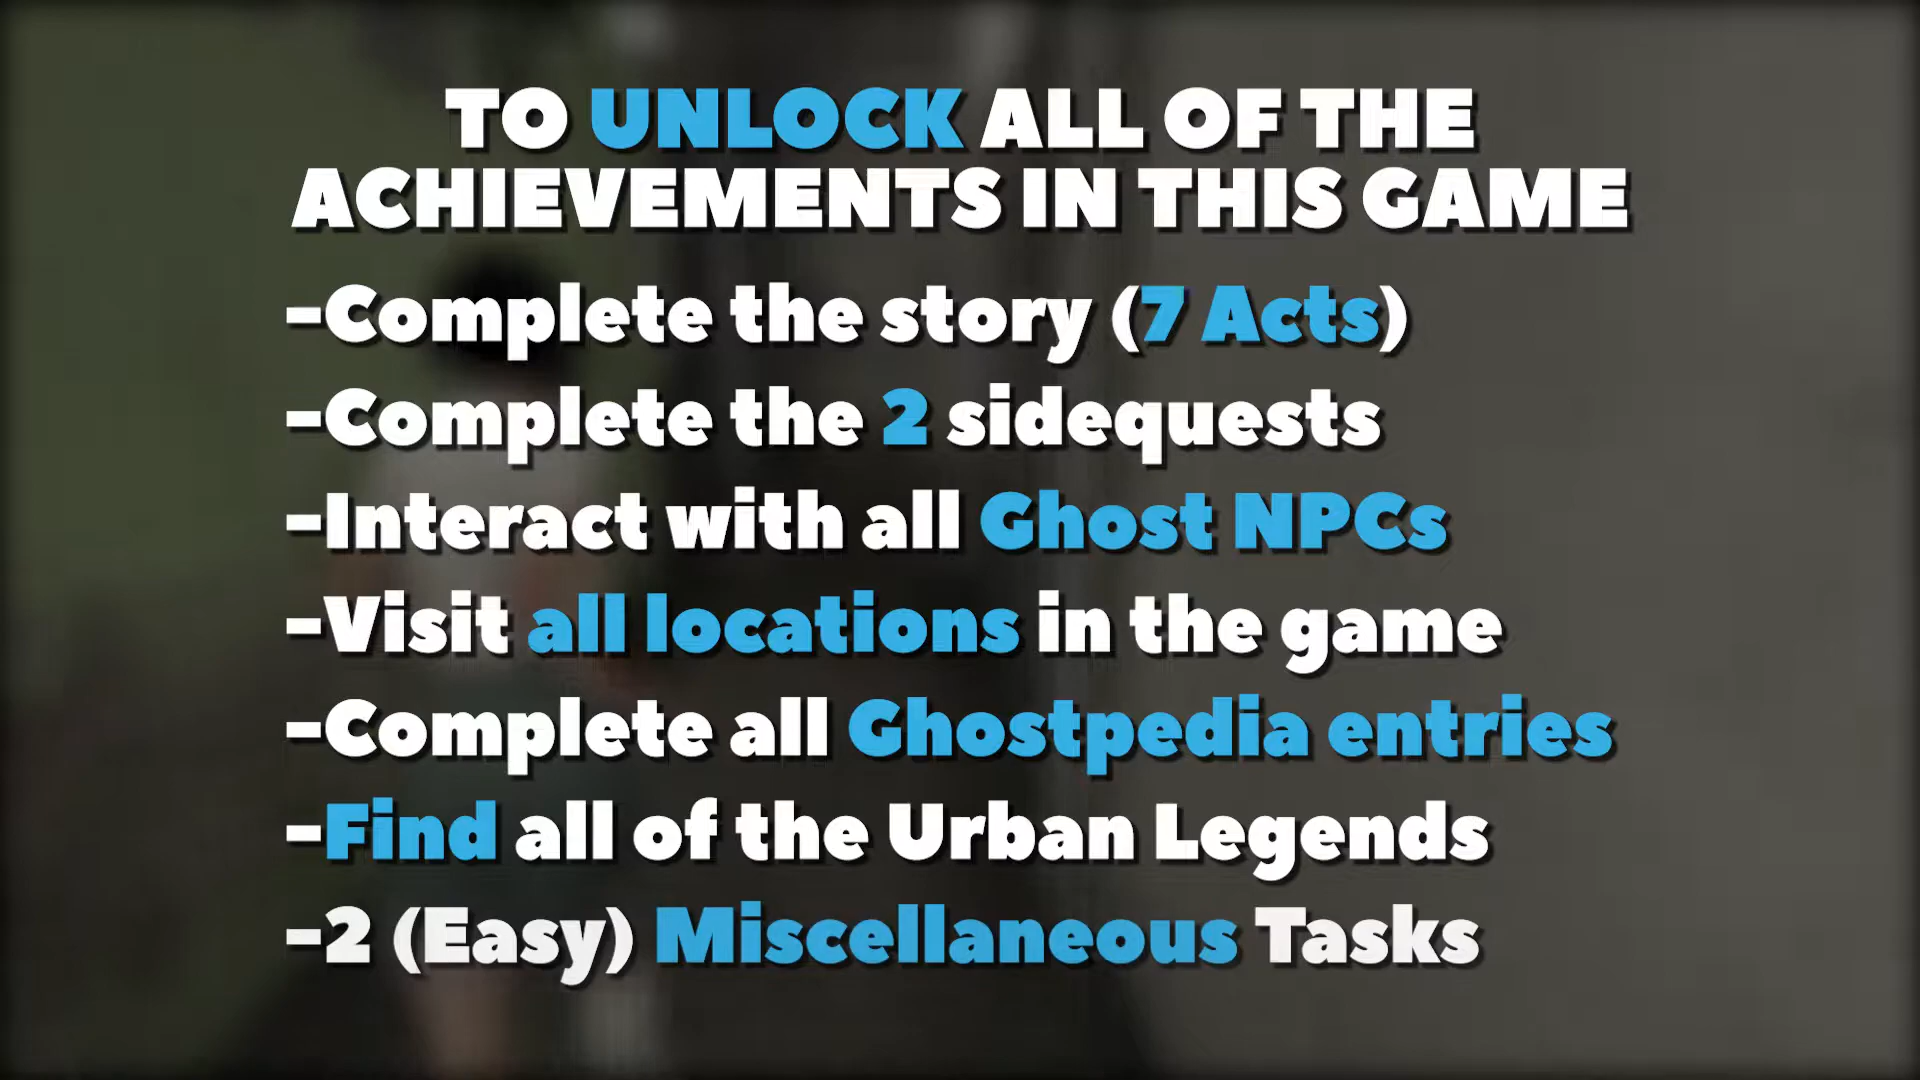 TO UNLOCK ALL OF THE
ACHIEVEMENTS IN THIS GAME
-Complete the story (7 Acts)
-Complete the 2 sidequests
-Interact with all Ghost NPCs
-Visit all locations in the game
-Complete all Ghostpedia entries
-Find all of the Urban Legends
-2 (Easy) Miscellaneous Tasks